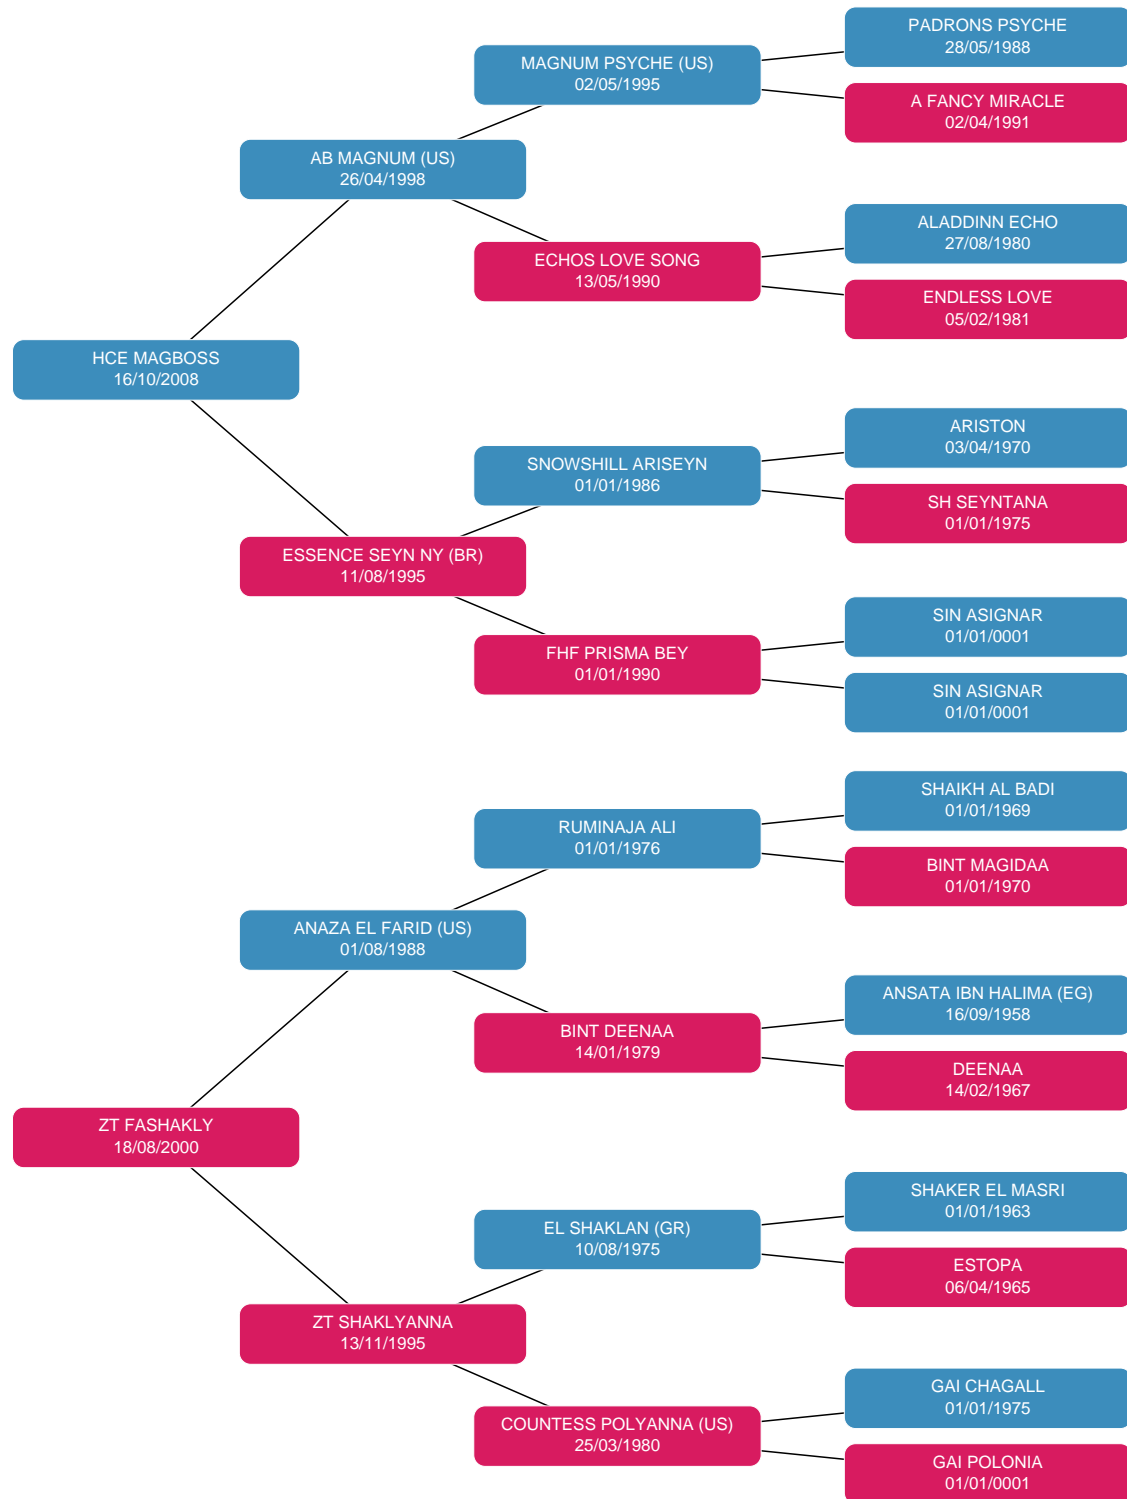 PADRONS PSYCHE
28/05/1988
MAGNUM PSYCHE (US)
02/05/1995
A FANCY MIRACLE
02/04/1991
AB MAGNUM (US)
26/04/1998
ALADDINN ECHO
27/08/1980
ECHOS LOVE SONG
13/05/1990
ENDLESS LOVE
05/02/1981
HCE MAGBOSS
16/10/2008
ARISTON
03/04/1970
SNOWSHILL ARISEYN
01/01/1986
SH SEYNTANA
01/01/1975
ESSENCE SEYN NY (BR)
11/08/1995
SIN ASIGNAR
01/01/0001
FHF PRISMA BEY
01/01/1990
SIN ASIGNAR
01/01/0001
SHAIKH AL BADI
01/01/1969
RUMINAJA ALI
01/01/1976
BINT MAGIDAA
01/01/1970
ANAZA EL FARID (US)
01/08/1988
ANSATA IBN HALIMA (EG)
16/09/1958
BINT DEENAA
14/01/1979
DEENAA
14/02/1967
ZT FASHAKLY
18/08/2000
SHAKER EL MASRI
01/01/1963
EL SHAKLAN (GR)
10/08/1975
ESTOPA
06/04/1965
ZT SHAKLYANNA
13/11/1995
GAI CHAGALL
01/01/1975
COUNTESS POLYANNA (US)
25/03/1980
GAI POLONIA
01/01/0001